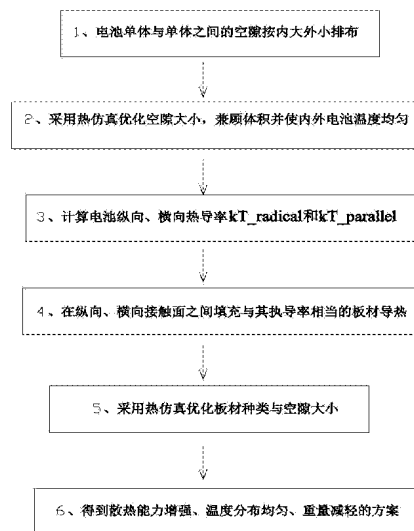 1、电池单体与单体之间的空隙按内大外小排布
2、采用热仿真优化空隙大小，兼顾体积并使内外电池温度均匀
3、计算电池纵向、横向热导率kT_radical和kT_parallel
4、在纵向、横向接触面之间填充与其执导率相当的板材导热
5、采用热仿真优化板材种类与空隙大小
6、得到散热能力增强、温度分布均匀、重量减轻的方案